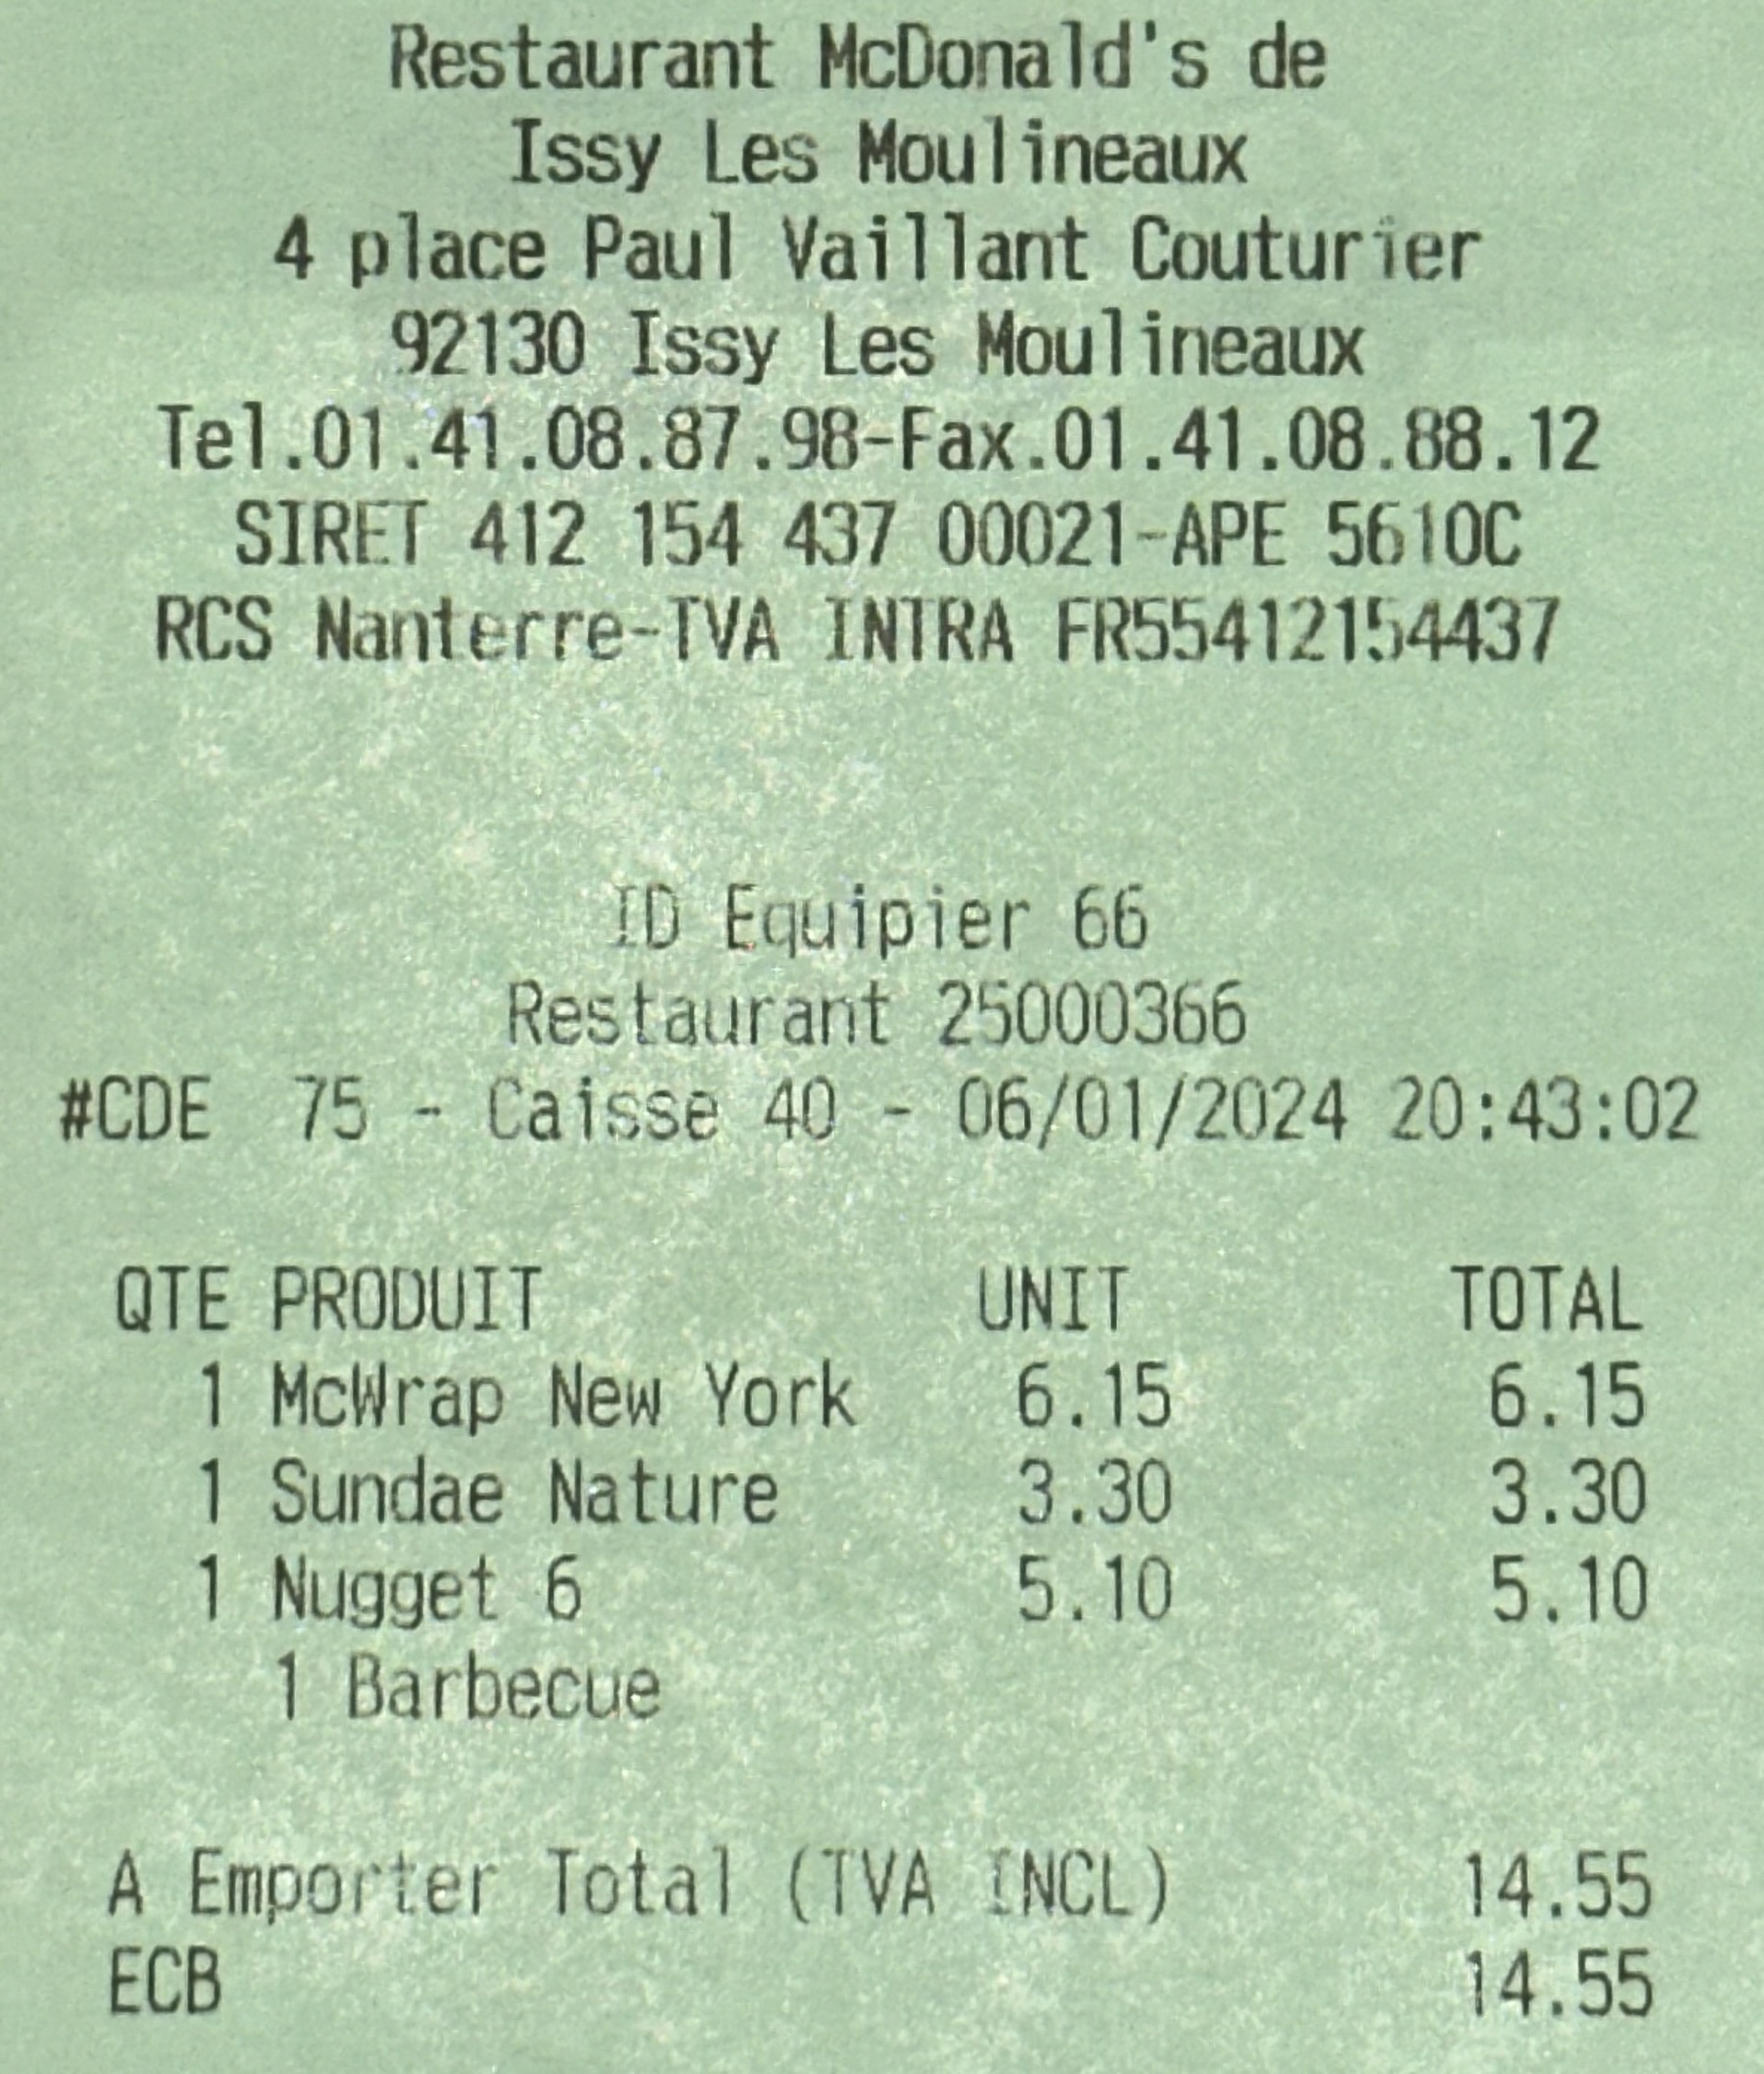 Restaurant McDonald's de
Issy Les Moulineaux
4 place Paul Vaillant Couturier
92130 Issy Les Moulineaux
Tel.01.41.08.87.98-Fax.01.41.08.88.12
SIRET 412 154 437 00021-APE 5610C
RCS Nanterre-TVA INTRA FR55412154437
ID Equipier 66
Restaurant 25000366
#CDE 75 - Caisse 40 - 06/01/2024 20:43:02
QTE PRODUIT UNIT TOTAL
1 McWrap New York 6.15 6.15
1 Sundae Nature 3.30 3.30
1 Nugget 6 5.10 5.10
1 Barbecue
A Emporter Total (TVA INCL) 14.55
ECB 14.55